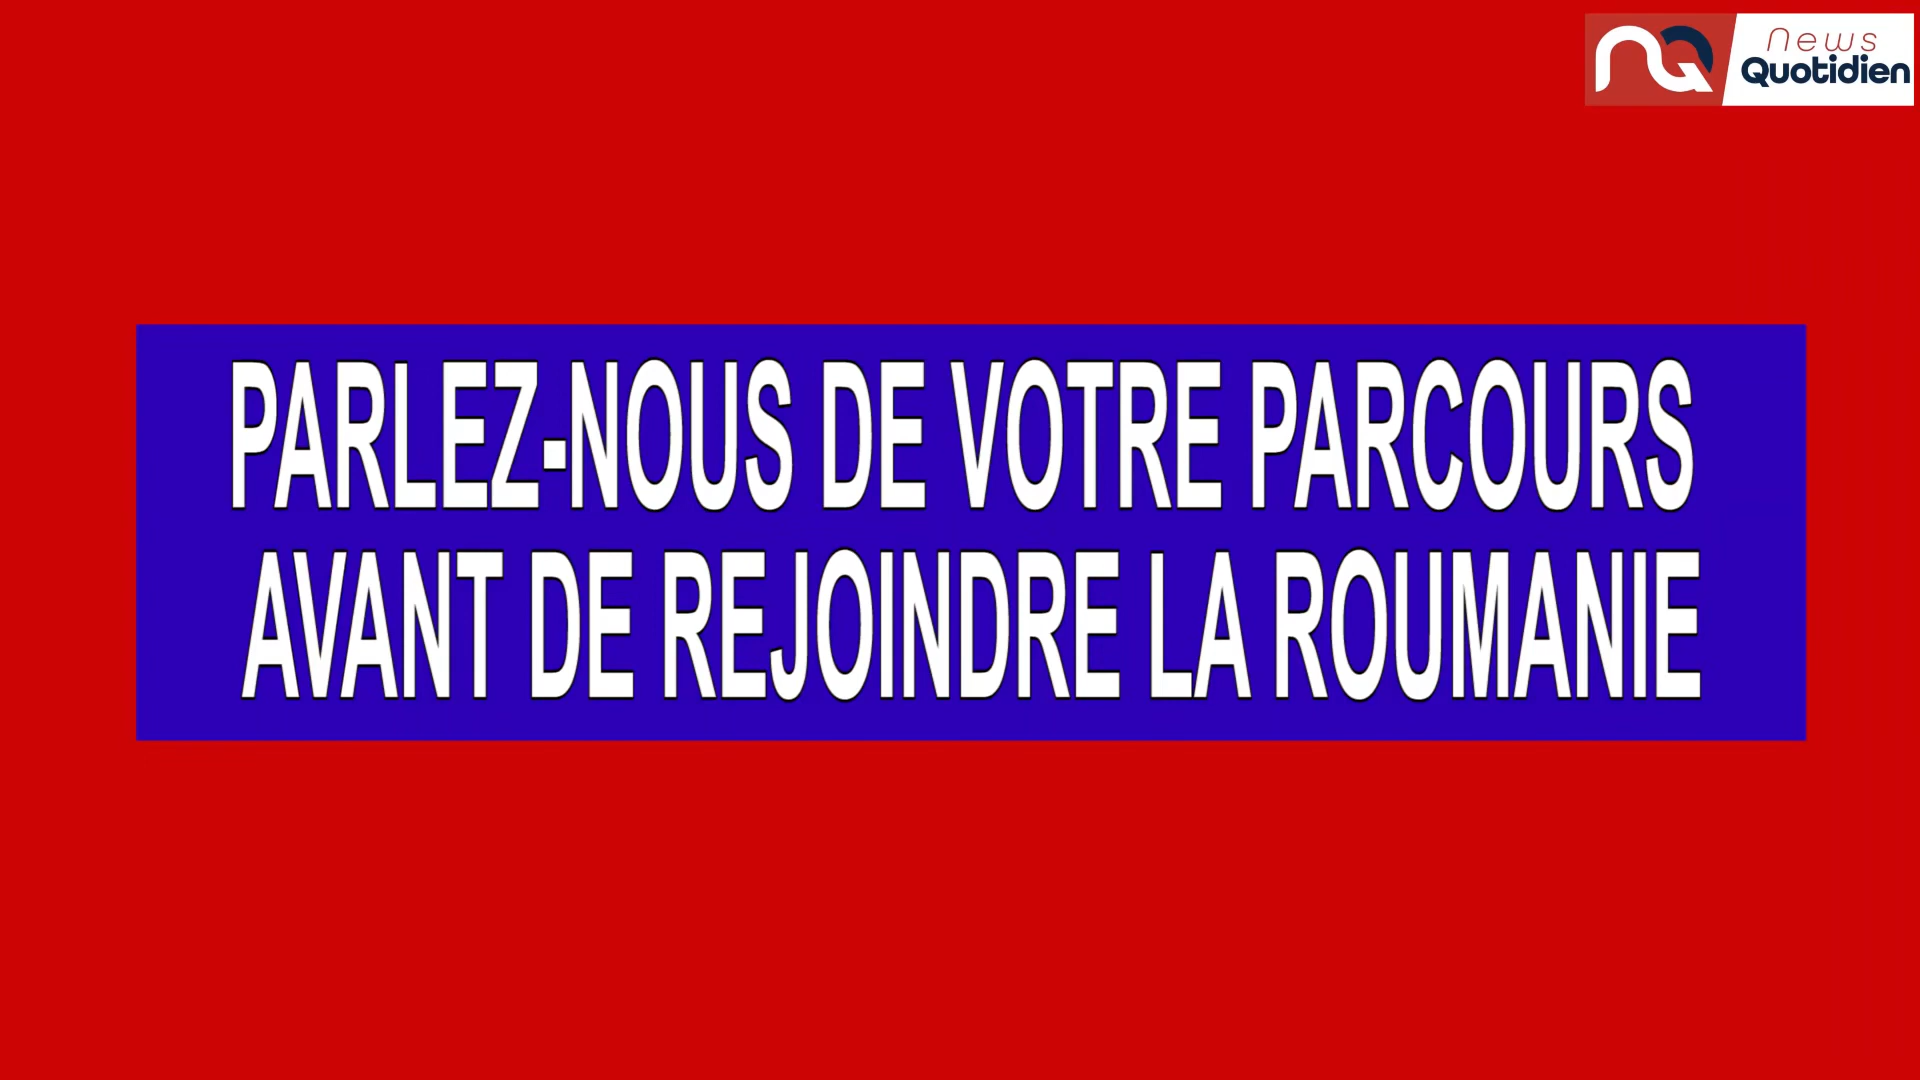 News
Quotidien
PARLEZ-NOUS DE VOTRE PARCOURS
AVANT DE REJOINDRE LA ROUMANIE